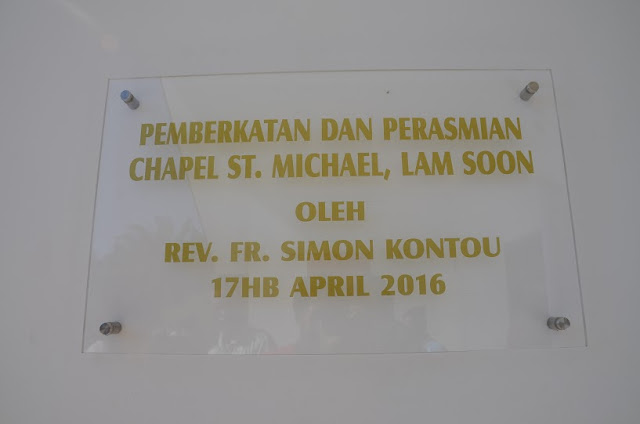 PEMBERKATAN DAN PERASMIAN
CHAPEL ST. MICHAEL, LAM SOON
OLEH
REV. FR. SIMON KONTOU
17HB APRIL 2016